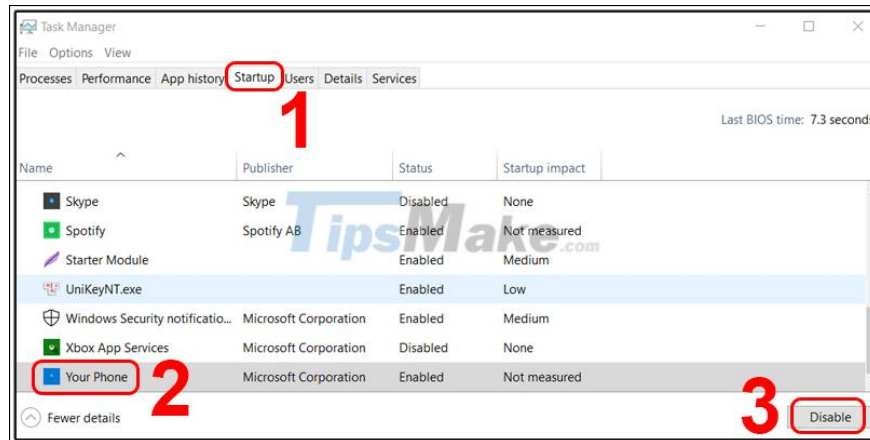 Task Manager
File Options View
Processes Performance App history Startup Users Details Services
1
Last BIOS time: 7.3 seconds
Name Publisher Status Startup impact
Skype Skype Disabled None
TipsMake.com
Spotify Spotify AB Enabled Not measured
Starter Module Enabled Medium
UniKeyNT.exe Enabled Low
Windows Security notificatio... Microsoft Corporation Enabled Medium
Xbox App Services Microsoft Corporation Disabled None
Your Phone Microsoft Corporation Enabled Not measured
2
3
Fewer details Disable